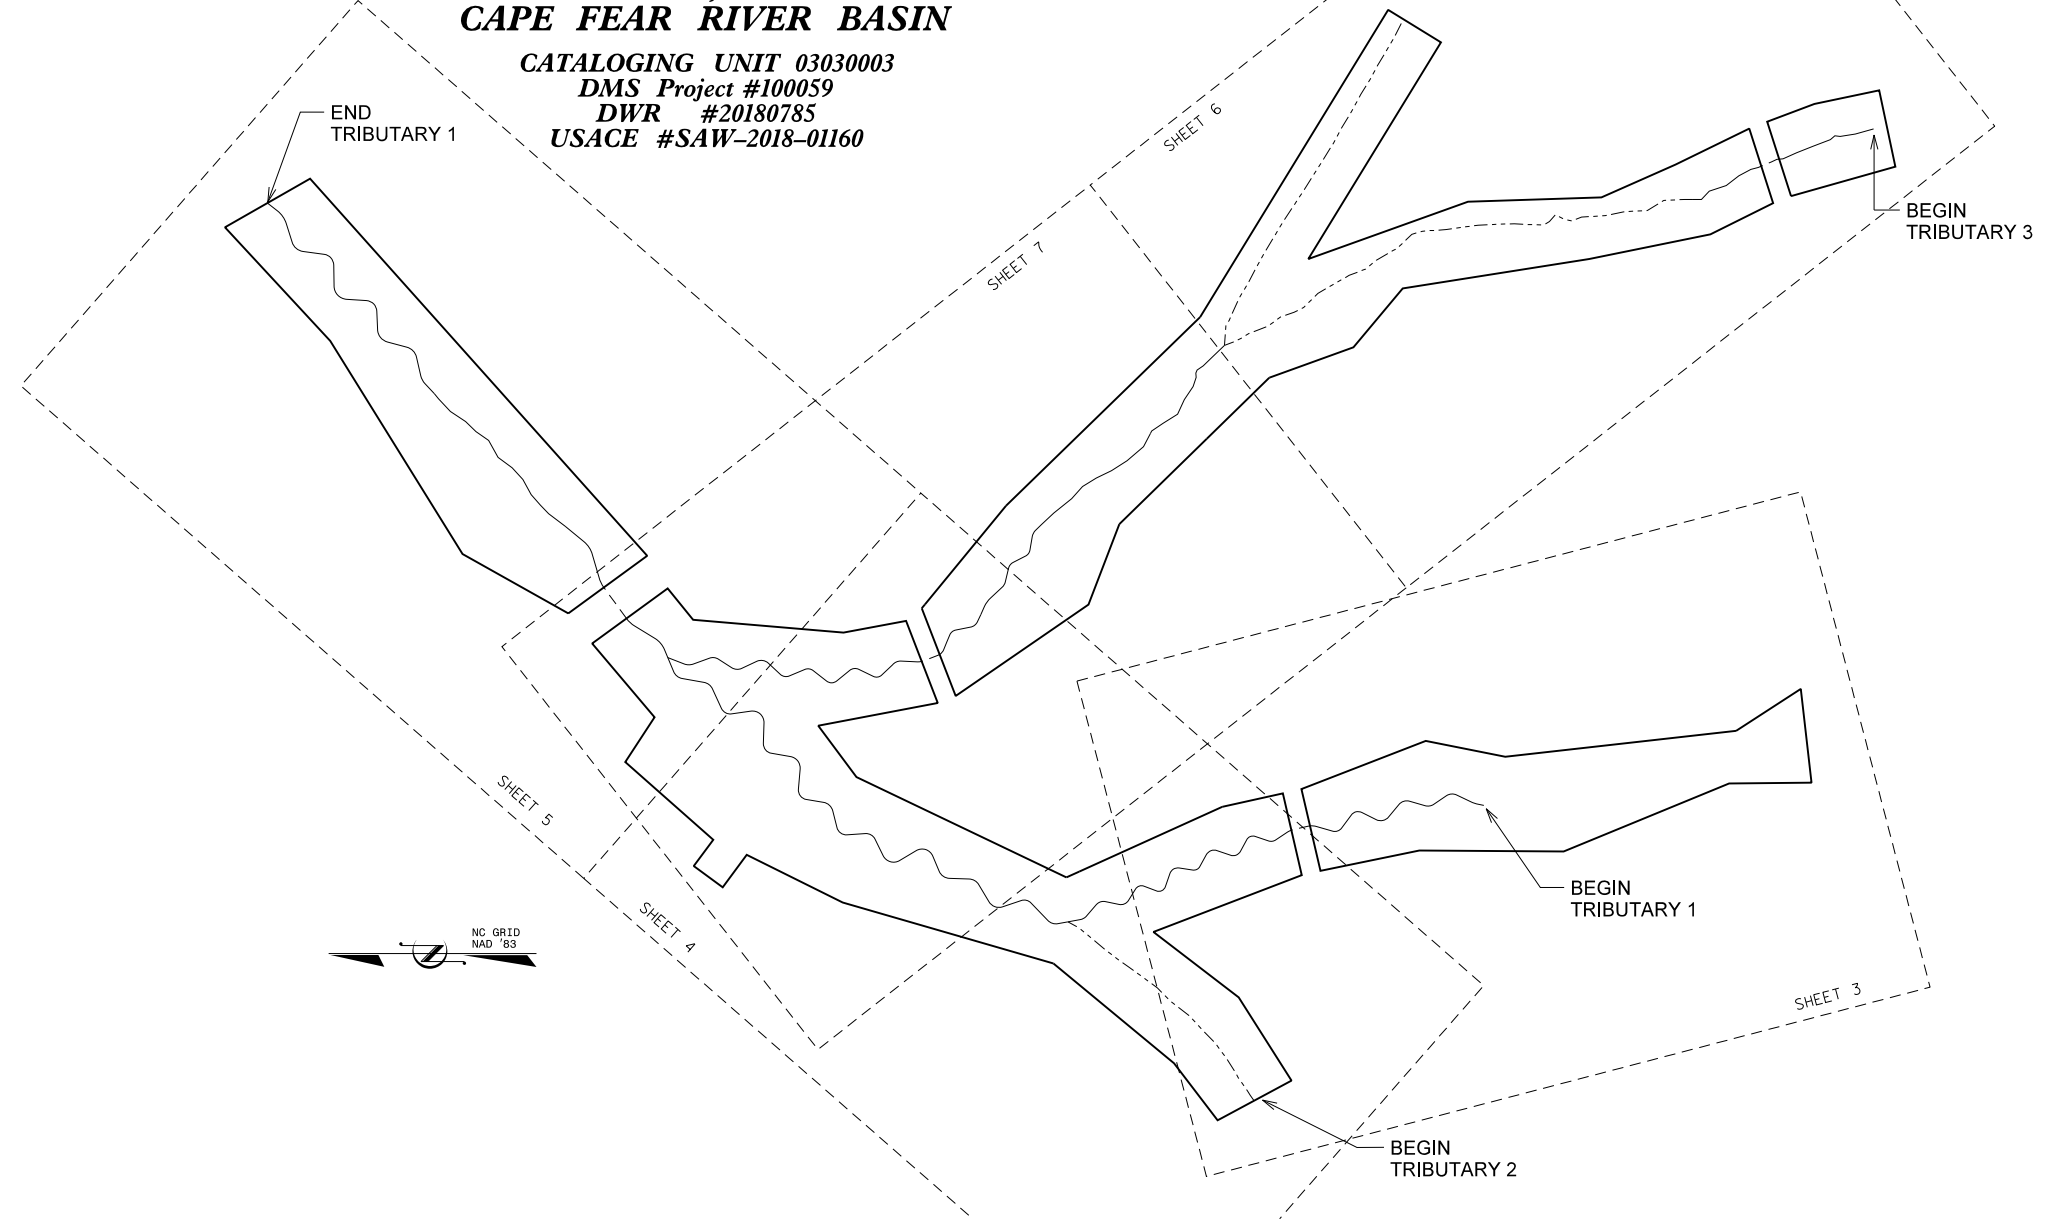 CAPE FEAR RIVER BASIN
CATALOGING UNIT 03030003
DMS Project #100059
DWR #20180785
USACE #SAW–2018–01160
END
TRIBUTARY 1
SHEET 6
SHEET 7
BEGIN
TRIBUTARY 3
SHEET 5
SHEET 4
NC GRID
NAD '83
BEGIN
TRIBUTARY 1
SHEET 3
BEGIN
TRIBUTARY 2